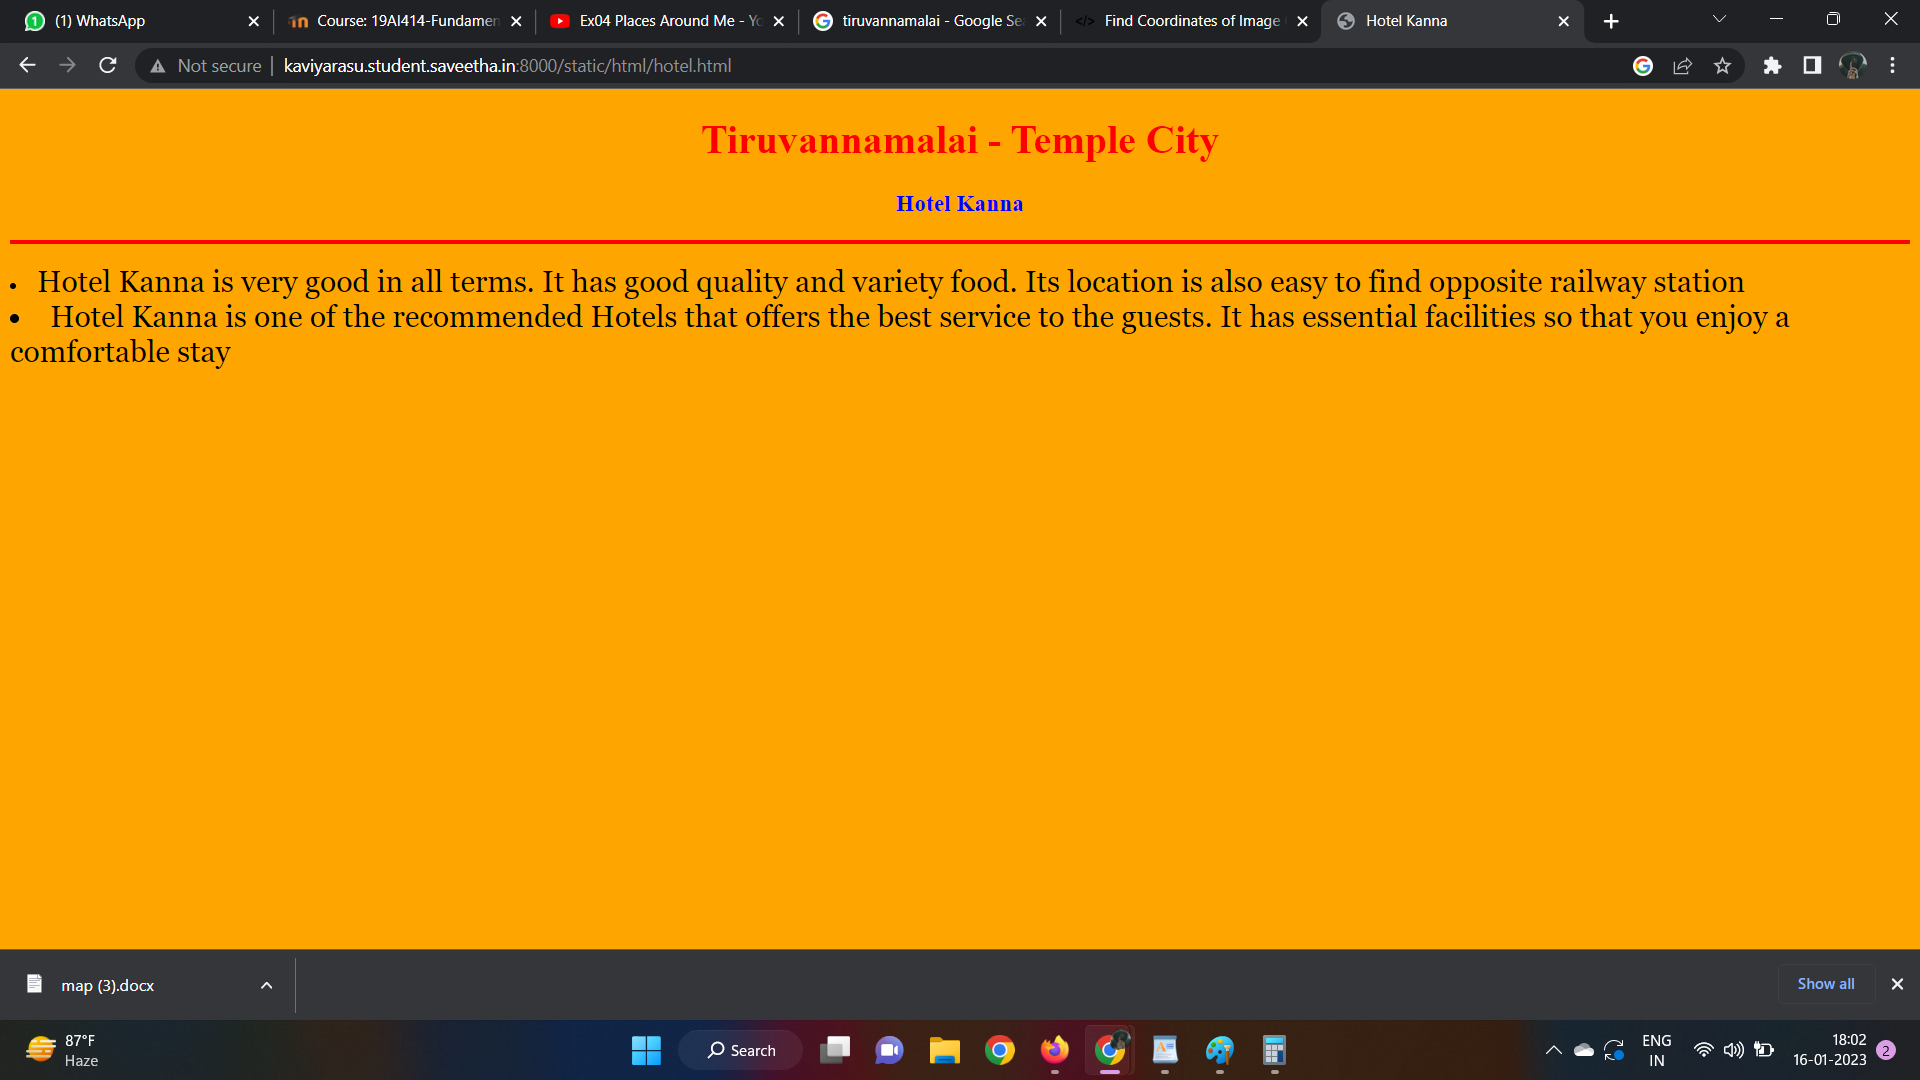 (1) WhatsApp
Course: 19AI414-Fundamen
Ex04 Places Around Me - Yo
tiruvannamalai - Google Se
Find Coordinates of Image
Hotel Kanna
Not secure
kaviyarasu.student.saveetha.in:8000/static/html/hotel.html
Tiruvannamalai - Temple City
Hotel Kanna
• Hotel Kanna is very good in all terms. It has good quality and variety food. Its location is also easy to find opposite railway station
• Hotel Kanna is one of the recommended Hotels that offers the best service to the guests. It has essential facilities so that you enjoy a
comfortable stay
map (3).docx
Show all
87°F
Haze
Search
ENG
IN
18:02
16-01-2023
2